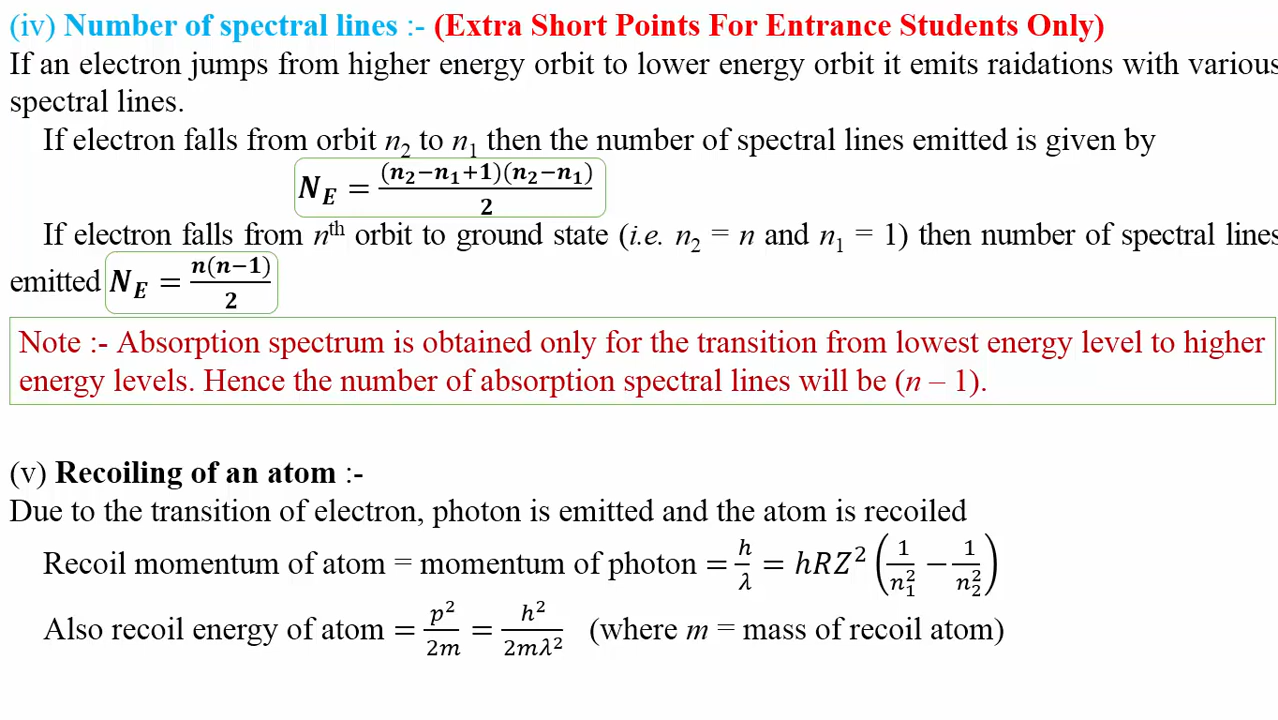 (iv) Number of spectral lines :- (Extra Short Points For Entrance Students Only)
If an electron jumps from higher energy orbit to lower energy orbit it emits raidations with various
spectral lines.
If electron falls from orbit n₂ to n₁ then the number of spectral lines emitted is given by
N_E = (n₂−n₁+1)(n₂−n₁)/2
If electron falls from nᵗʰ orbit to ground state (i.e. n₂ = n and n₁ = 1) then number of spectral lines
emitted N_E = n(n−1)/2
Note :- Absorption spectrum is obtained only for the transition from lowest energy level to higher
energy levels. Hence the number of absorption spectral lines will be (n – 1).
(v) Recoiling of an atom :-
Due to the transition of electron, photon is emitted and the atom is recoiled
Recoil momentum of atom = momentum of photon = h/λ = hRZ² (1/n₁² − 1/n₂²)
Also recoil energy of atom = p²/2m = h²/2mλ² (where m = mass of recoil atom)